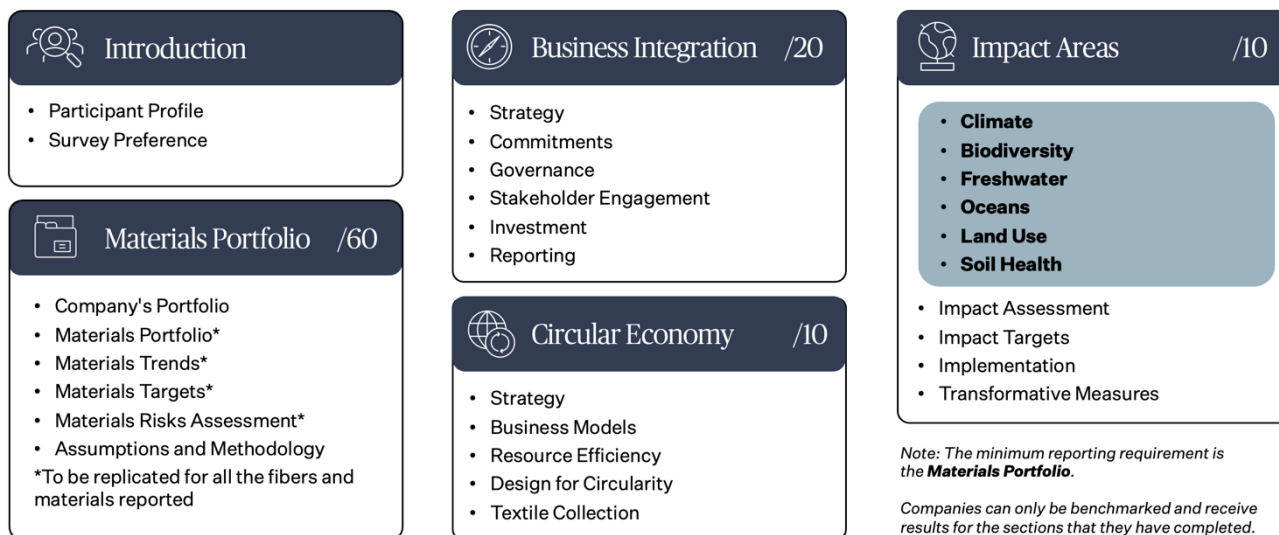 Introduction
• Participant Profile
• Survey Preference
Materials Portfolio /60
• Company's Portfolio
• Materials Portfolio*
• Materials Trends*
• Materials Targets*
• Materials Risks Assessment*
• Assumptions and Methodology
*To be replicated for all the fibers and
materials reported
Business Integration /20
• Strategy
• Commitments
• Governance
• Stakeholder Engagement
• Investment
• Reporting
Circular Economy /10
• Strategy
• Business Models
• Resource Efficiency
• Design for Circularity
• Textile Collection
Impact Areas /10
• Climate
• Biodiversity
• Freshwater
• Oceans
• Land Use
• Soil Health
• Impact Assessment
• Impact Targets
• Implementation
• Transformative Measures
Note: The minimum reporting requirement is
the Materials Portfolio.
Companies can only be benchmarked and receive
results for the sections that they have completed.